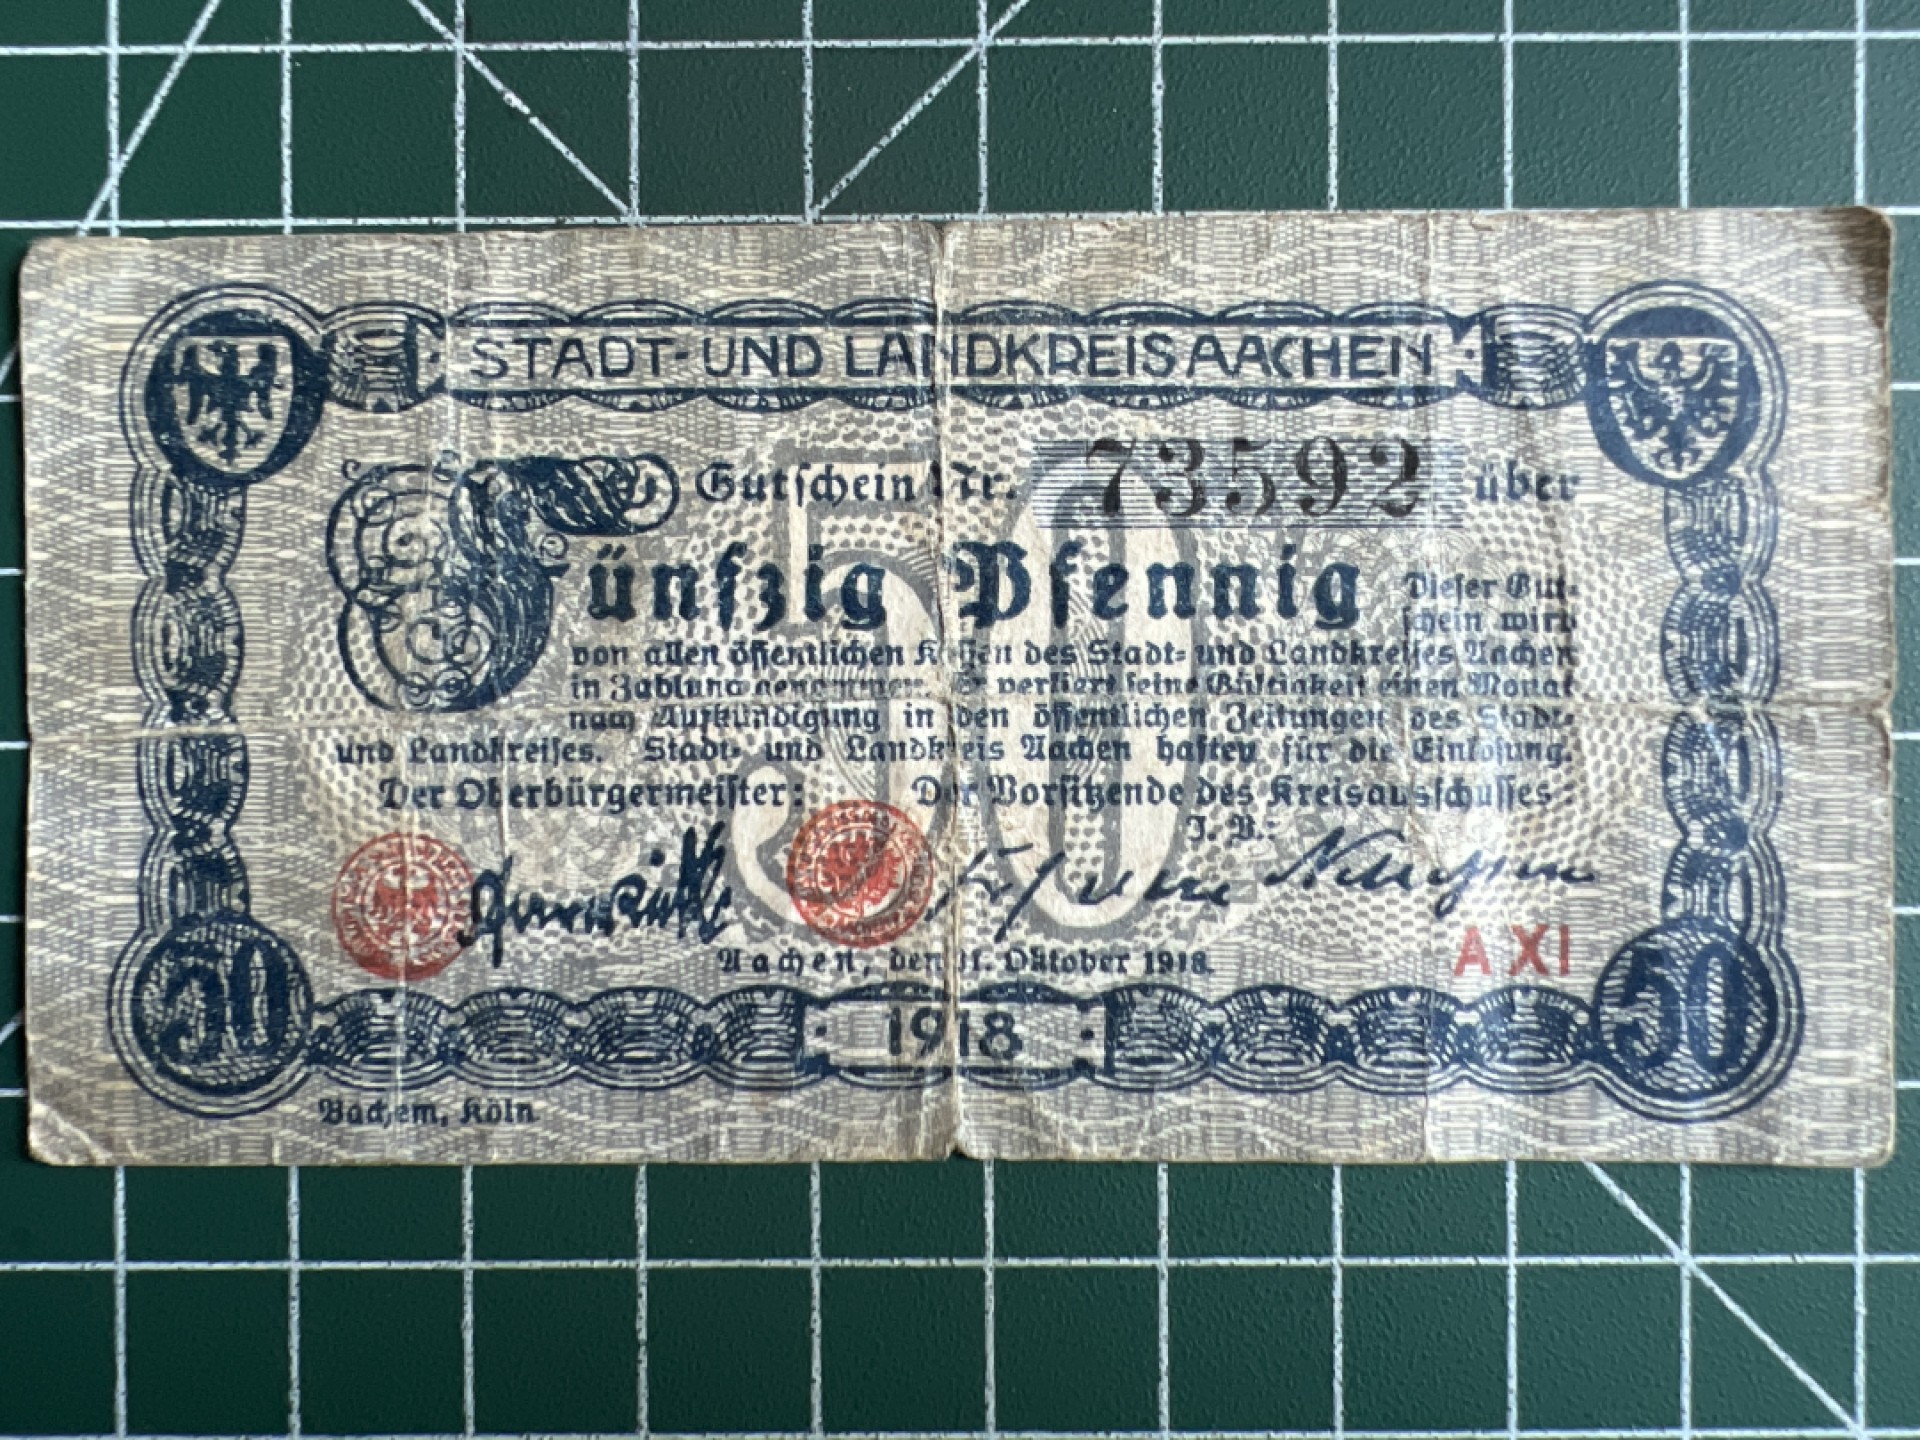 STADT- UND LANDKREIS AACHEN
Gutschein Nr. 73592 über
Fünfzig Pfennig
Dieser Gut-
schein wird
von allen öffentlichen Kassen des Stadt- und Landkreises Aachen
in Zahlung genommen. Er verliert seine Gültigkeit einen Monat
nach Aufkündigung in den öffentlichen Zeitungen des Stadt-
und Landkreises. Stadt- und Landkreis Aachen haften für die Einlösung.
Der Oberbürgermeister: Der Vorsitzende des Kreisausschusses
J. V.:
Aachen, den 11. Oktober 1918.
A XI
50 1918 50
Bachem, Köln
50